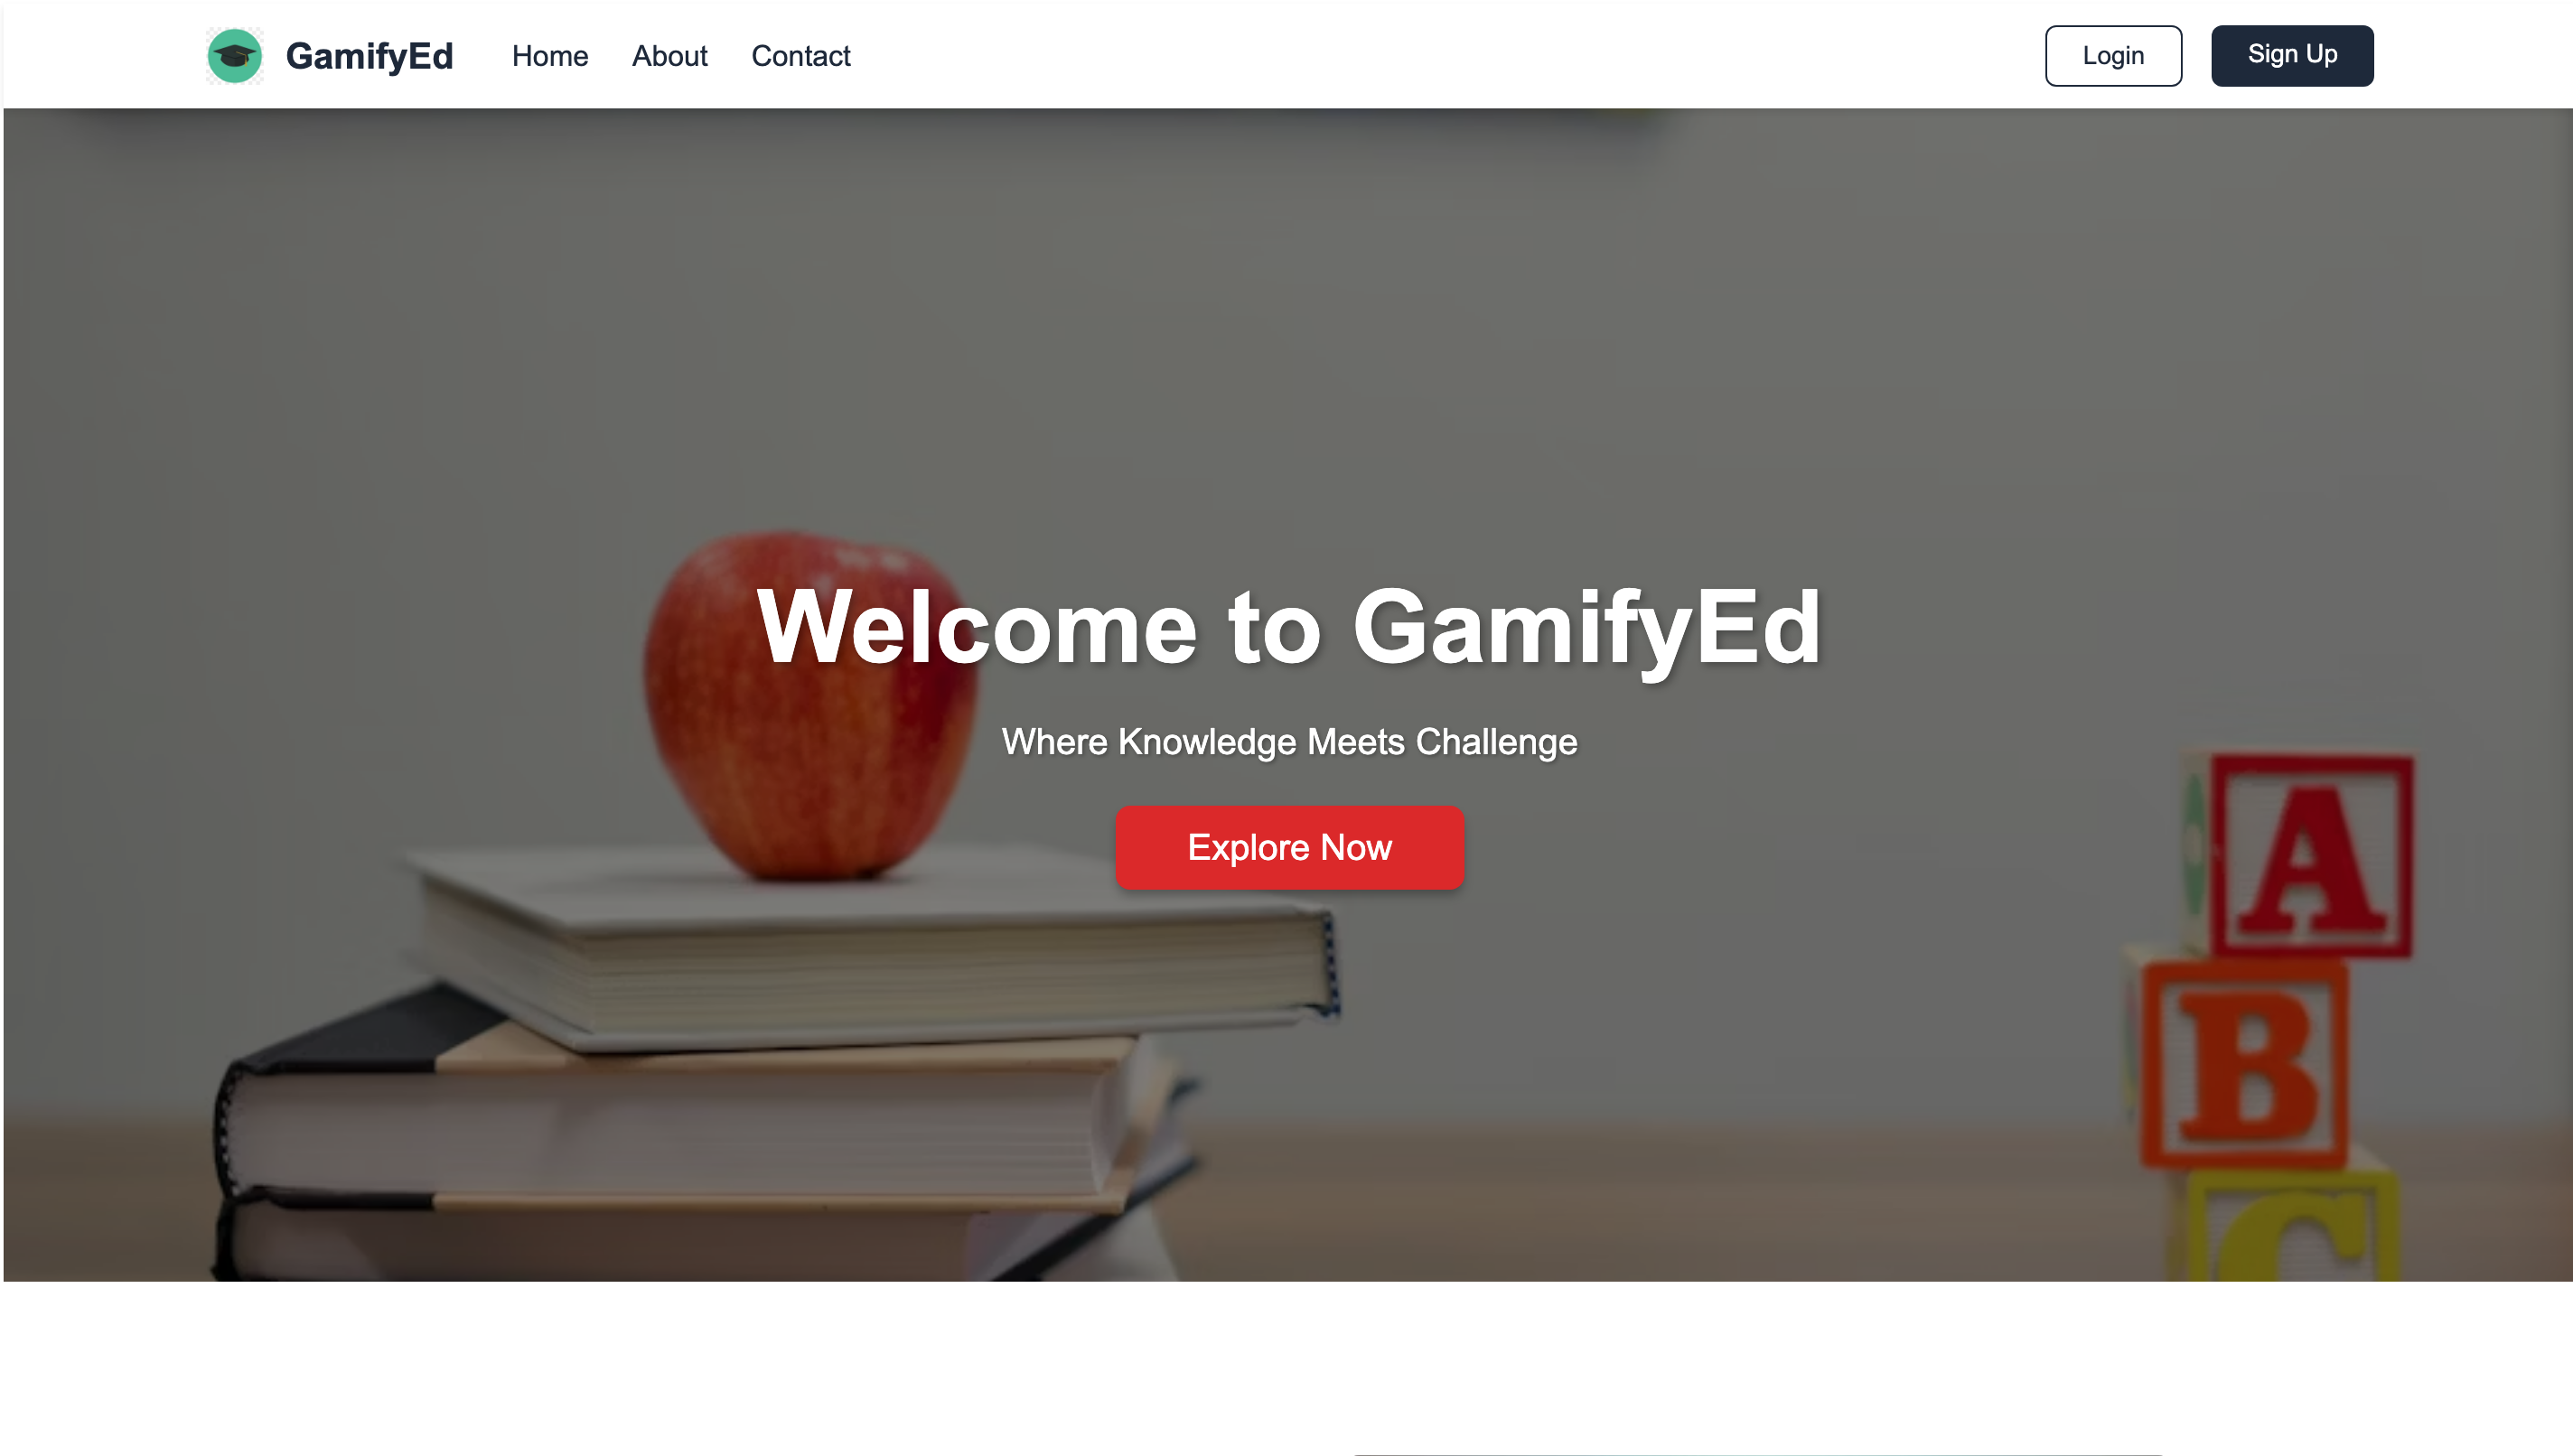 GamifyEd Home About Contact Login Sign Up
Welcome to GamifyEd
Where Knowledge Meets Challenge
Explore Now
A
B
C